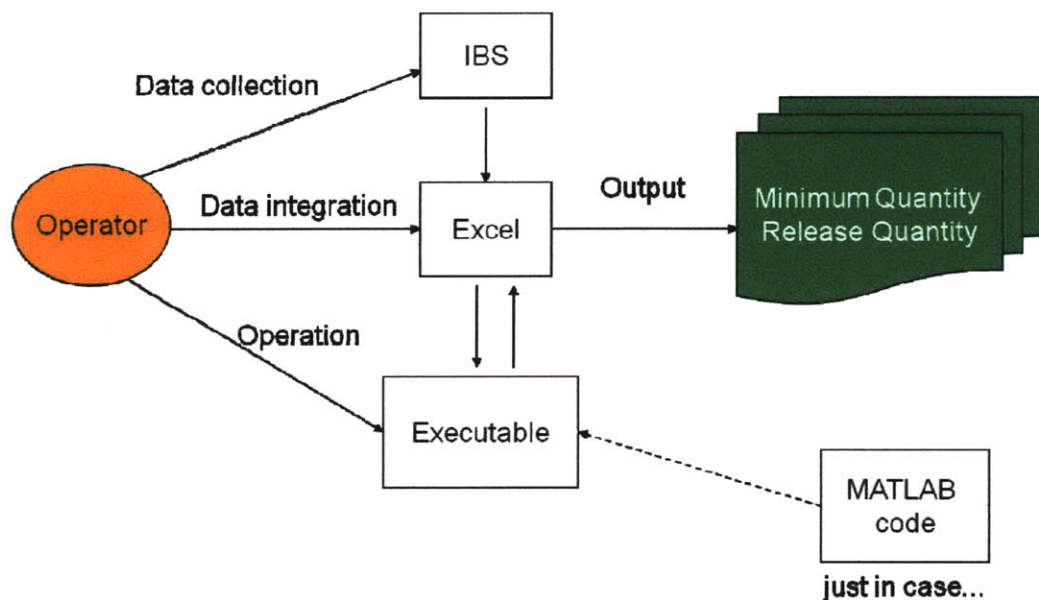 IBS
Data collection
Operator
Data integration
Excel
Output
Minimum Quantity
Release Quantity
Operation
Executable
MATLAB
code
just in case...